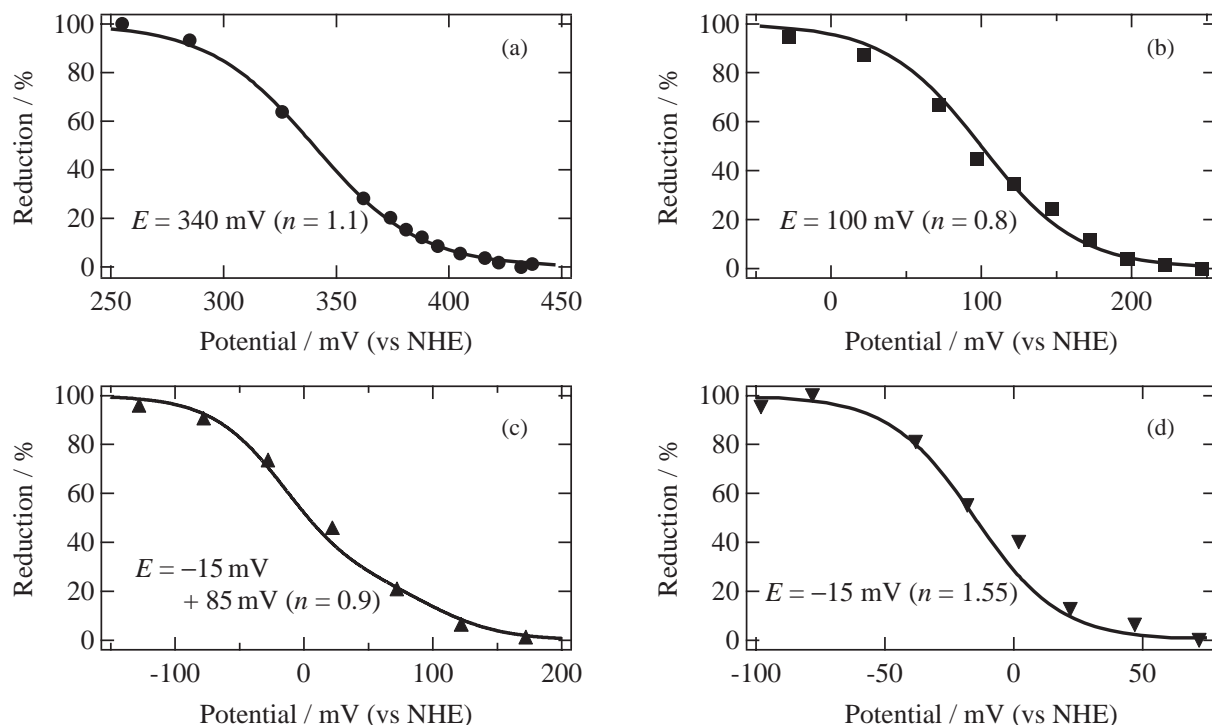 100
80
60
40
20
0
Reduction / %
(a)
E = 340 mV (n = 1.1)
250 300 350 400 450
Potential / mV (vs NHE)
100
80
60
40
20
0
Reduction / %
(b)
E = 100 mV (n = 0.8)
0 100 200
Potential / mV (vs NHE)
100
80
60
40
20
0
Reduction / %
(c)
E = −15 mV
+ 85 mV (n = 0.9)
-100 0 100 200
Potential / mV (vs NHE)
100
80
60
40
20
0
Reduction / %
(d)
E = −15 mV (n = 1.55)
-100 -50 0 50
Potential / mV (vs NHE)